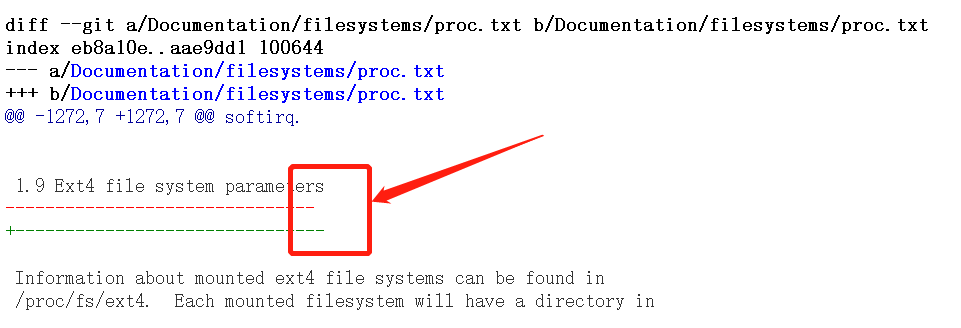 diff --git a/Documentation/filesystems/proc.txt b/Documentation/filesystems/proc.txt
index eb8a10e..aae9dd1 100644
--- a/Documentation/filesystems/proc.txt
+++ b/Documentation/filesystems/proc.txt
@@ -1272,7 +1272,7 @@ softirq.
1.9 Ext4 file system parameters
-------------------------------
+-------------------------------
Information about mounted ext4 file systems can be found in
/proc/fs/ext4.  Each mounted filesystem will have a directory in